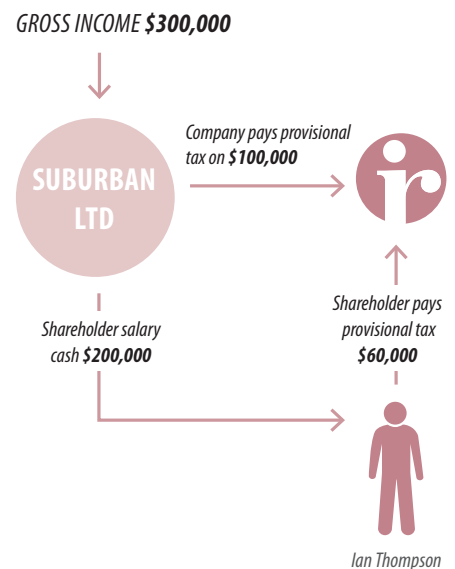 GROSS INCOME $300,000
Company pays provisional
tax on $100,000
SUBURBAN
LTD
ir
Shareholder salary
cash $200,000
Shareholder pays
provisional tax
$60,000
Ian Thompson